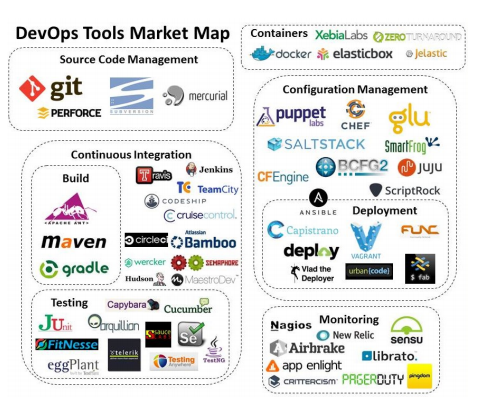 DevOps Tools Market Map
Containers
XebiaLabs
ZEROTURNAROUND
docker
elasticbox
jelastic
Source Code Management
git
PERFORCE
SUBVERSION
mercurial
Configuration Management
puppet
labs
CHEF
glu
SALTSTACK
SmartFrog
CFEngine
BCFG2
JUJU
ANSIBLE
ScriptRock
Continuous Integration
Build
APACHE ANT
maven
gradle
Travis
Jenkins
TC TeamCity
CODESHIP
cruisecontrol.
circleci
Atlassian
Bamboo
wercker
SEMAPHORE
Hudson
MaestroDev
Deployment
Capistrano
VAGRANT
FUNC
deploy
Vlad the
Deployer
urban{code}
$ fab
Testing
Capybara
Cucumber
JUnit
arquillian
SAUCE
LABS
Se
FitNesse
telerik
eggPlant
Testing
Anywhere
TestNG
Nagios
Monitoring
New Relic
sensu
Airbrake
librato.
app enlight
CRITTERCISM
PAGERDUTY
pingdom